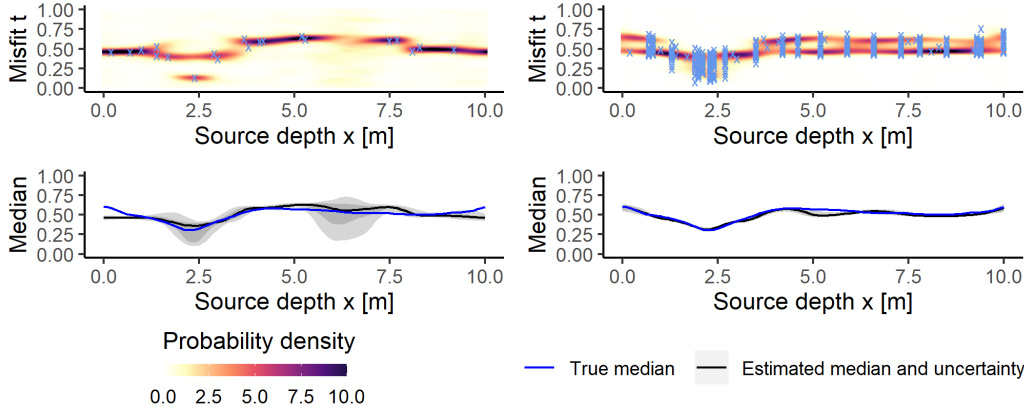 Misfit t
1.00
0.75
0.50
0.25
0.00
0.0 2.5 5.0 7.5 10.0
Source depth x [m]
Misfit t
1.00
0.75
0.50
0.25
0.00
0.0 2.5 5.0 7.5 10.0
Source depth x [m]
Median
1.00
0.75
0.50
0.25
0.00
0.0 2.5 5.0 7.5 10.0
Source depth x [m]
Median
1.00
0.75
0.50
0.25
0.00
0.0 2.5 5.0 7.5 10.0
Source depth x [m]
Probability density
0.0 2.5 5.0 7.5 10.0
True median
Estimated median and uncertainty